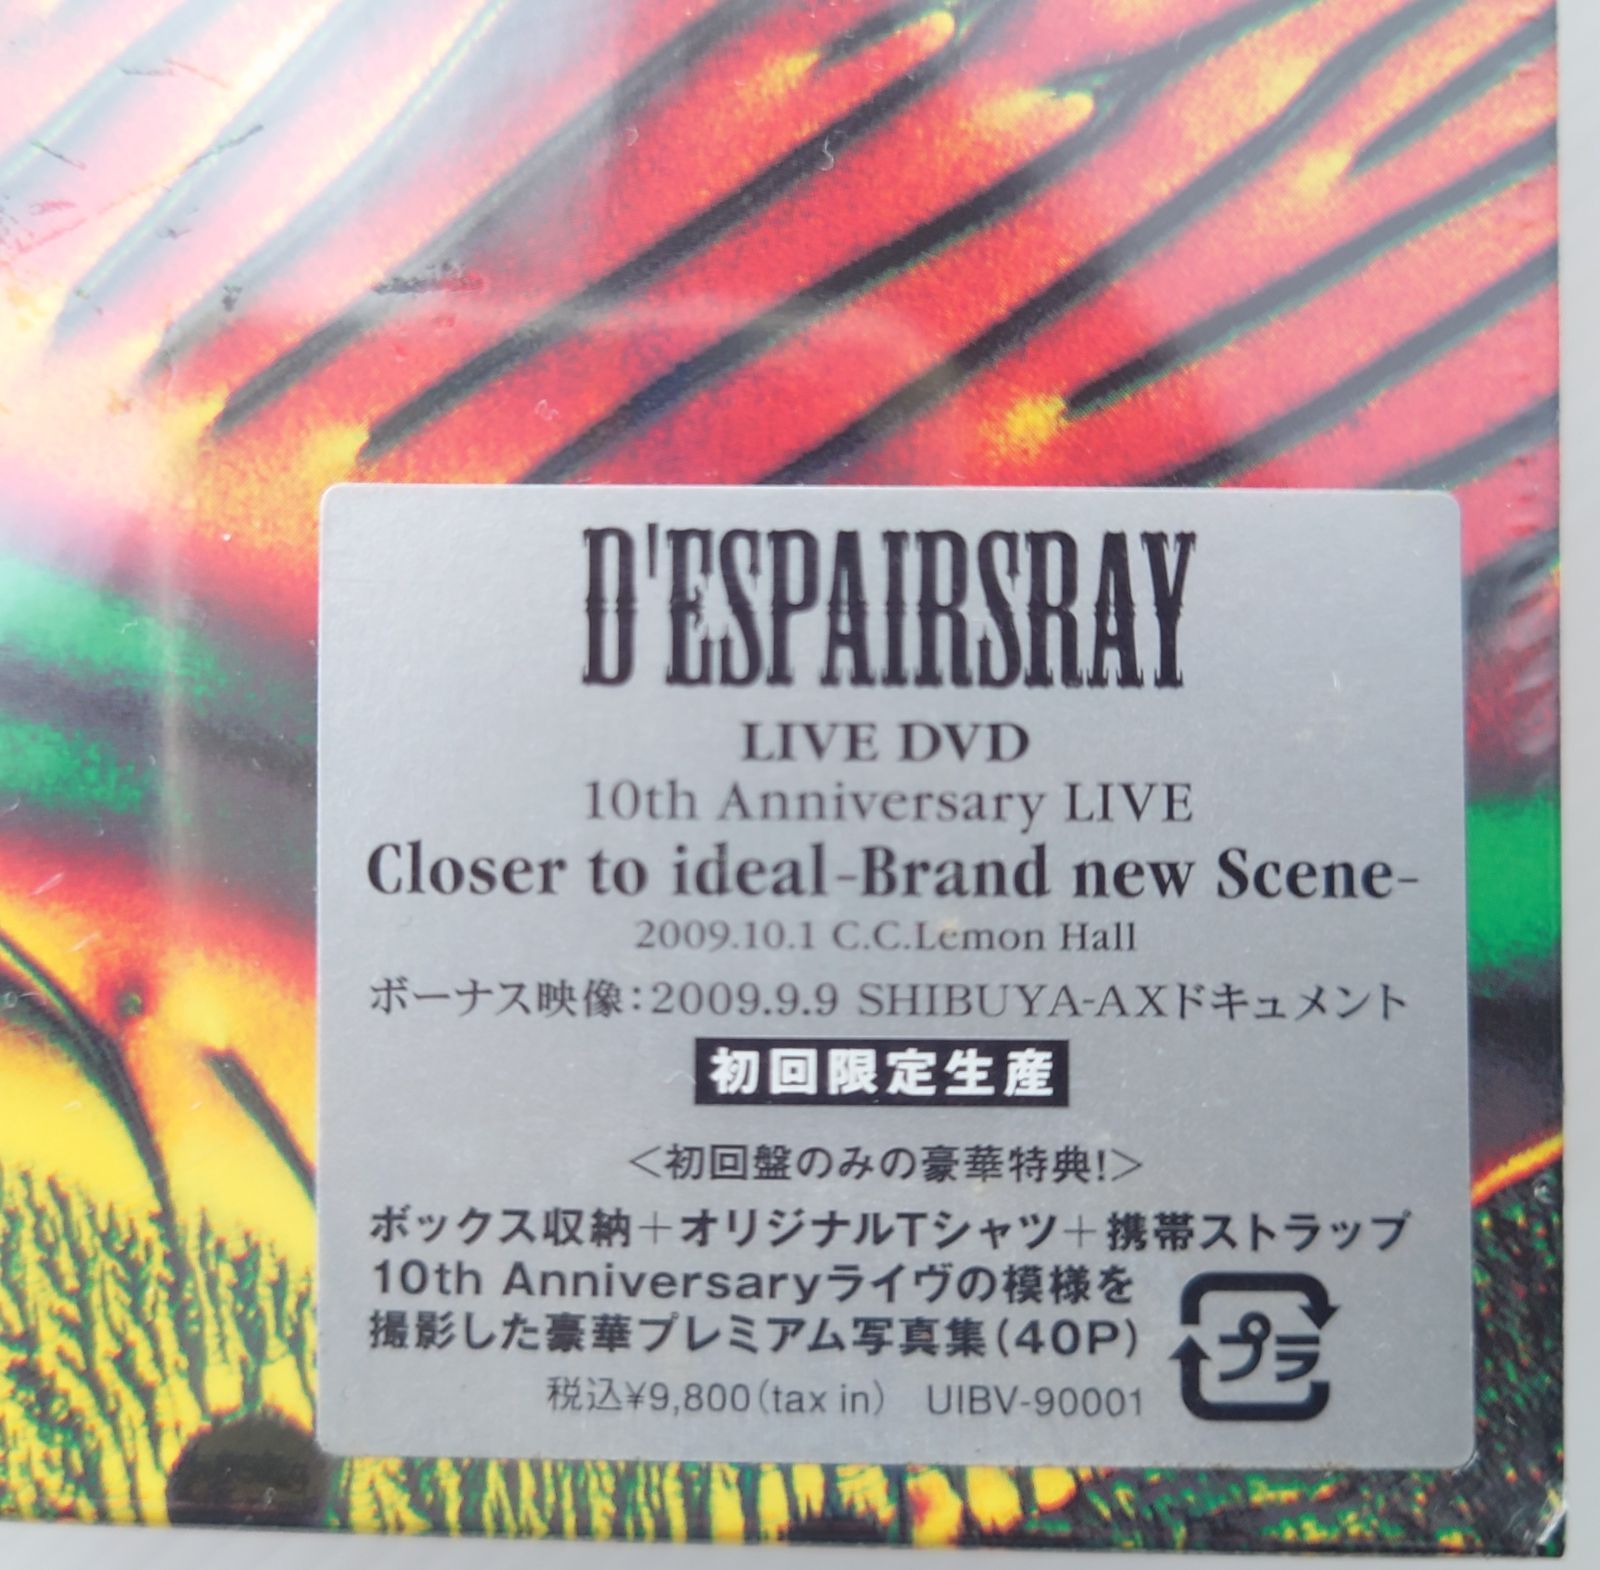 D'ESPAIRSRAY
LIVE DVD
10th Anniversary LIVE
Closer to ideal-Brand new Scene-
2009.10.1 C.C.Lemon Hall
ボーナス映像：2009.9.9 SHIBUYA-AXドキュメント
初回限定生産
＜初回盤のみの豪華特典!＞
ボックス収納＋オリジナルTシャツ＋携帯ストラップ
10th Anniversaryライヴの模様を
撮影した豪華プレミアム写真集(40P)
税込¥9,800(tax in) UIBV-90001
プラ